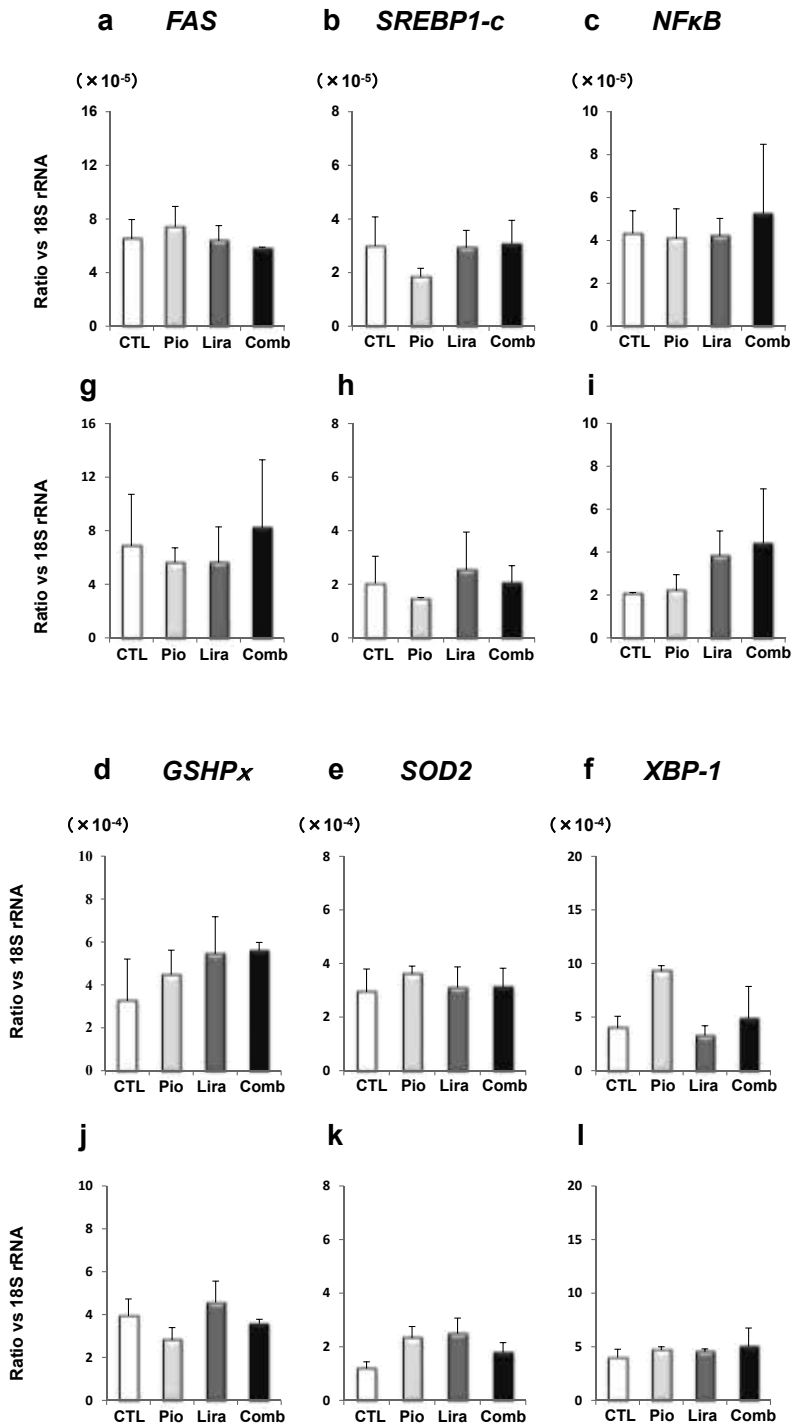 a FAS b SREBP1-c c NFκB
(×10-5) (×10-5) (×10-5)
Ratio vs 18S rRNA
16
12
8
4
0
CTL Pio Lira Comb
8
6
4
2
0
CTL Pio Lira Comb
10
8
6
4
2
0
CTL Pio Lira Comb
g h i
Ratio vs 18S rRNA
16
12
8
4
0
CTL Pio Lira Comb
8
6
4
2
0
CTL Pio Lira Comb
10
8
6
4
2
0
CTL Pio Lira Comb
d GSHPx e SOD2 f XBP-1
(×10-4) (×10-4) (×10-4)
Ratio vs 18S rRNA
10
8
6
4
2
0
CTL Pio Lira Comb
8
6
4
2
0
CTL Pio Lira Comb
20
15
10
5
0
CTL Pio Lira Comb
j k l
Ratio vs 18S rRNA
10
8
6
4
2
0
CTL Pio Lira Comb
8
6
4
2
0
CTL Pio Lira Comb
20
15
10
5
0
CTL Pio Lira Comb